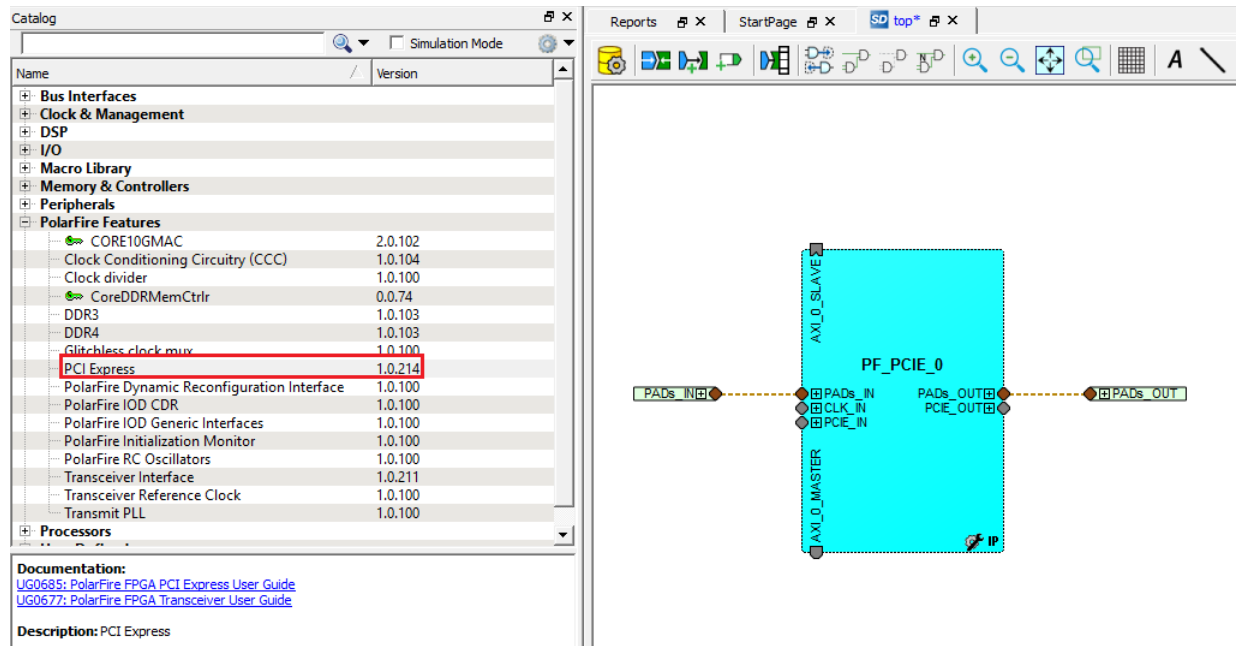 Catalog
Simulation Mode
Name Version
Bus Interfaces
Clock & Management
DSP
I/O
Macro Library
Memory & Controllers
Peripherals
PolarFire Features
CORE10GMAC 2.0.102
Clock Conditioning Circuitry (CCC) 1.0.104
Clock divider 1.0.100
CoreDDRMemCtrlr 0.0.74
DDR3 1.0.103
DDR4 1.0.103
Glitchless clock mux 1.0.100
PCI Express 1.0.214
PolarFire Dynamic Reconfiguration Interface 1.0.100
PolarFire IOD CDR 1.0.100
PolarFire IOD Generic Interfaces 1.0.100
PolarFire Initialization Monitor 1.0.100
PolarFire RC Oscillators 1.0.100
Transceiver Interface 1.0.211
Transceiver Reference Clock 1.0.100
Transmit PLL 1.0.100
Processors
Documentation:
UG0685: PolarFire FPGA PCI Express User Guide
UG0677: PolarFire FPGA Transceiver User Guide
Description: PCI Express
Reports StartPage SD top*
A
AXI_0_SLAVE
PF_PCIE_0
PADs_IN PADs_IN PADs_OUT PADs_OUT
CLK_IN PCIE_OUT
PCIE_IN
AXI_0_MASTER
IP